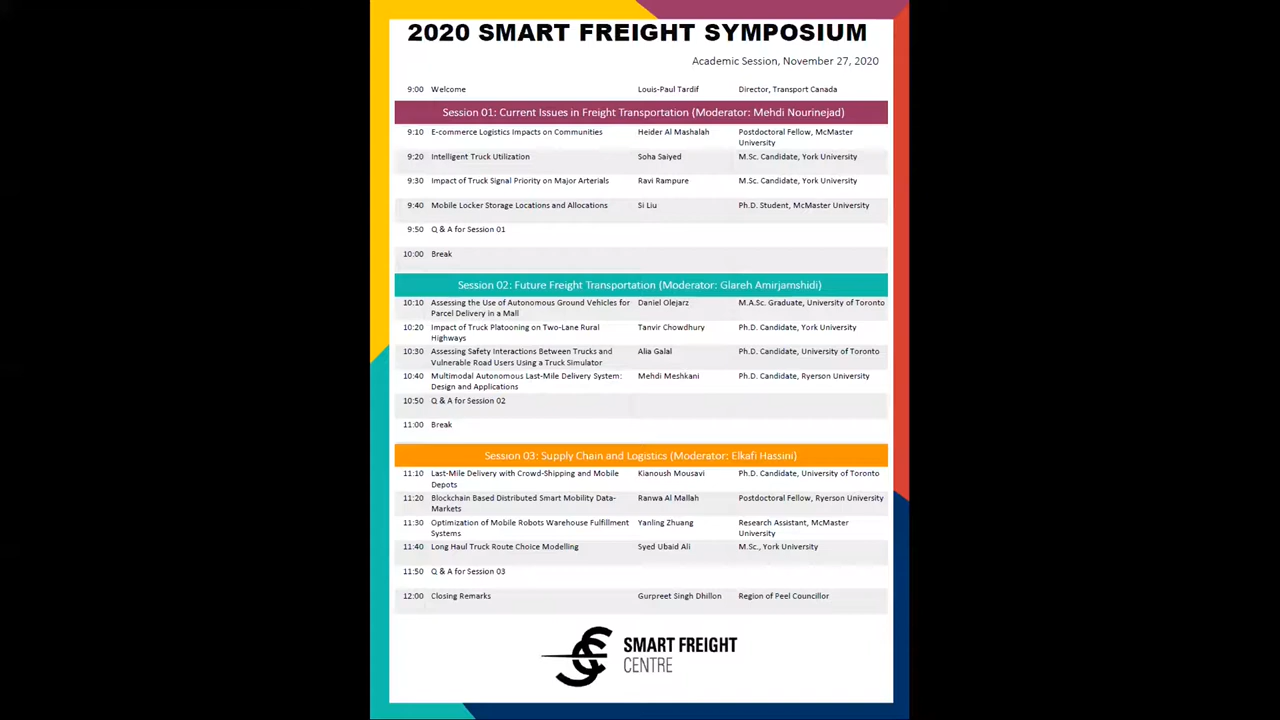 2020 SMART FREIGHT SYMPOSIUM
Academic Session, November 27, 2020
9:00 Welcome Louis-Paul Tardif Director, Transport Canada
Session 01: Current Issues in Freight Transportation (Moderator: Mehdi Nourinejad)
9:10 E-commerce Logistics Impacts on Communities Heider Al Mashalah Postdoctoral Fellow, McMaster
University
9:20 Intelligent Truck Utilization Soha Saiyed M.Sc. Candidate, York University
9:30 Impact of Truck Signal Priority on Major Arterials Ravi Rampure M.Sc. Candidate, York University
9:40 Mobile Locker Storage Locations and Allocations Si Liu Ph.D. Student, McMaster University
9:50 Q & A for Session 01
10:00 Break
Session 02: Future Freight Transportation (Moderator: Glareh Amirjamshidi)
10:10 Assessing the Use of Autonomous Ground Vehicles for Daniel Olejarz M.A.Sc. Graduate, University of Toronto
Parcel Delivery in a Mall
10:20 Impact of Truck Platooning on Two-Lane Rural Tanvir Chowdhury Ph.D. Candidate, York University
Highways
10:30 Assessing Safety Interactions Between Trucks and Alia Galal Ph.D. Candidate, University of Toronto
Vulnerable Road Users Using a Truck Simulator
10:40 Multimodal Autonomous Last-Mile Delivery System: Mehdi Meshkani Ph.D. Candidate, Ryerson University
Design and Applications
10:50 Q & A for Session 02
11:00 Break
Session 03: Supply Chain and Logistics (Moderator: Elkafi Hassini)
11:10 Last-Mile Delivery with Crowd-Shipping and Mobile Kianoush Mousavi Ph.D. Candidate, University of Toronto
Depots
11:20 Blockchain Based Distributed Smart Mobility Data- Ranwa Al Mallah Postdoctoral Fellow, Ryerson University
Markets
11:30 Optimization of Mobile Robots Warehouse Fulfillment Yanling Zhuang Research Assistant, McMaster
Systems University
11:40 Long Haul Truck Route Choice Modelling Syed Ubaid Ali M.Sc., York University
11:50 Q & A for Session 03
12:00 Closing Remarks Gurpreet Singh Dhillon Region of Peel Councillor
SMART FREIGHT
CENTRE